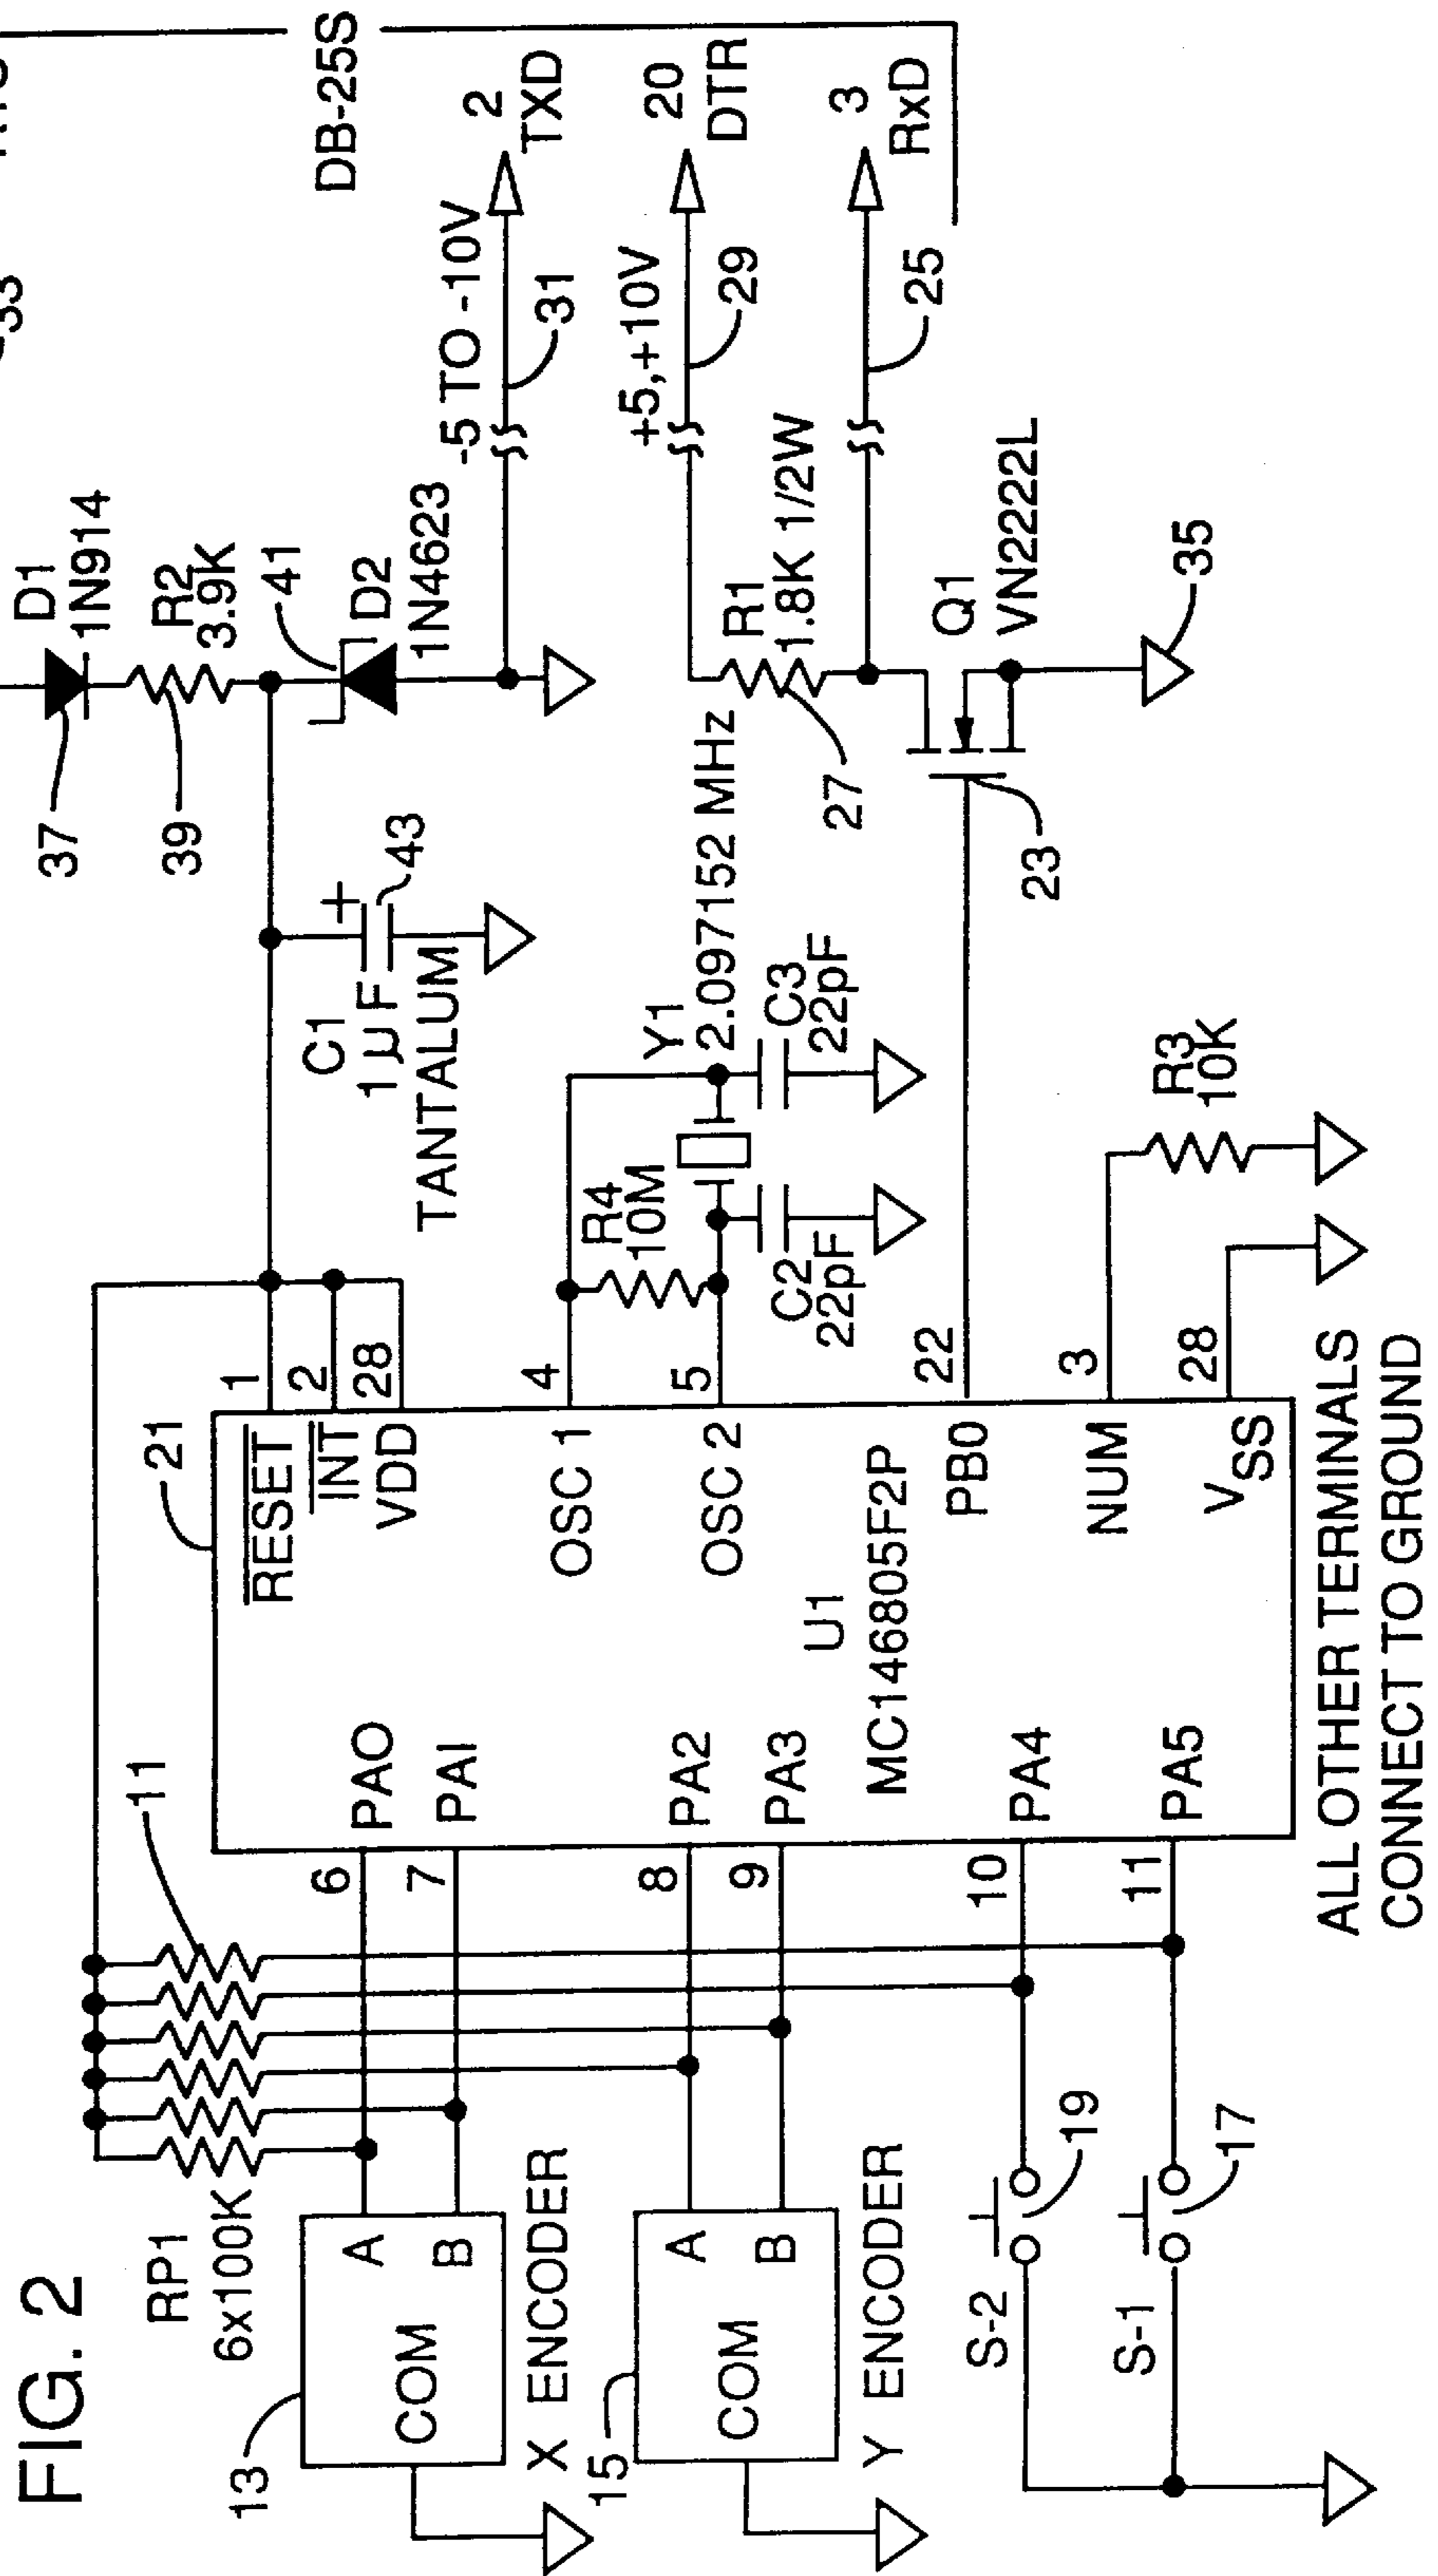 FIG. 2
RP1
6x100K
11
13
COM
A
B
X ENCODER
15
COM
A
B
Y ENCODER
S-2
19
S-1
17
6
7
8
9
10
11
PAO
PAI
PA2
PA3
PA4
PA5
21
U1
MC146805F2P
RESET
INT
VDD
OSC 1
OSC 2
PB0
NUM
VSS
1
2
28
4
5
22
3
28
ALL OTHER TERMINALS
CONNECT TO GROUND
R4
10M
C2
22pF
Y1
2.097152 MHz
C3
22pF
R3
10K
C1
1µF
TANTALUM
43
37
D1
1N914
39
R2
3.9K
41
D2
1N4623
33
-5 TO -10V
31
+5,+10V
29
R1
1.8K 1/2W
27
25
Q1
VN2222L
23
35
DB-25S
2
TXD
20
DTR
3
RxD